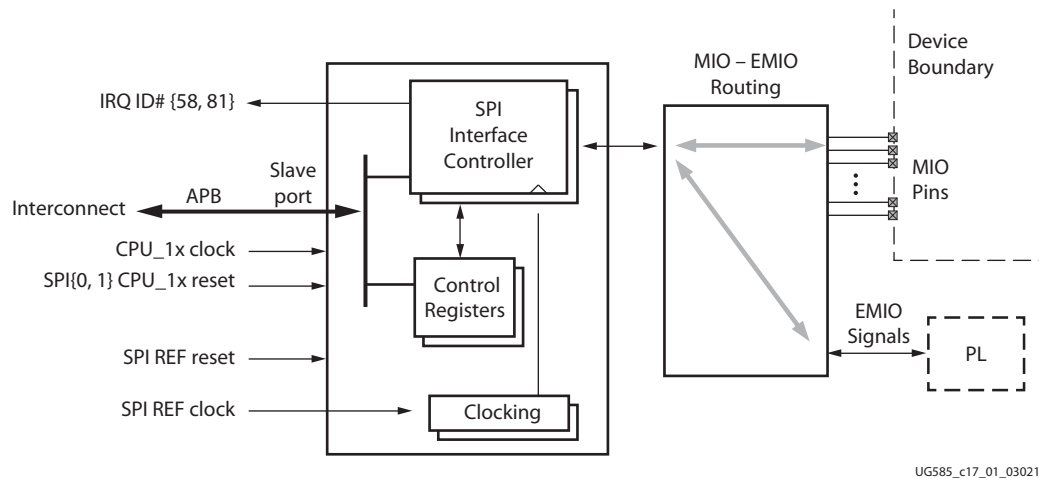 Device
Boundary
MIO – EMIO
Routing
IRQ ID# {58, 81}
SPI
Interface
Controller
MIO
Pins
Slave
port
APB
Interconnect
CPU_1x clock
SPI{0, 1} CPU_1x reset
Control
Registers
EMIO
Signals
PL
SPI REF reset
SPI REF clock
Clocking
UG585_c17_01_03021